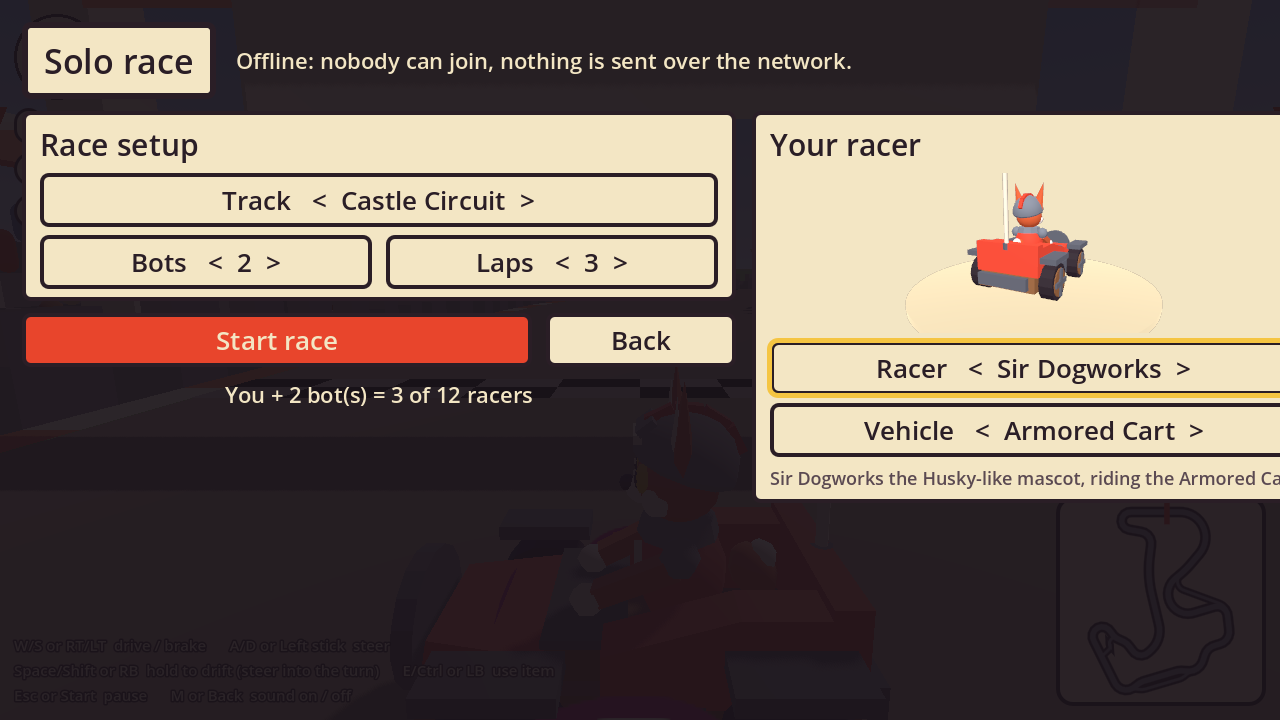 Solo race
Offline: nobody can join, nothing is sent over the network.
Race setup
Track < Castle Circuit >
Bots < 2 >
Laps < 3 >
Start race
Back
You + 2 bot(s) = 3 of 12 racers
Your racer
Racer < Sir Dogworks >
Vehicle < Armored Cart >
Sir Dogworks the Husky-like mascot, riding the Armored Ca
W/S or RT/LT drive / brake A/D or Left stick steer
Space/Shift or RB hold to drift (steer into the turn) E/Ctrl or LB use item
Esc or Start pause M or Back sound on / off